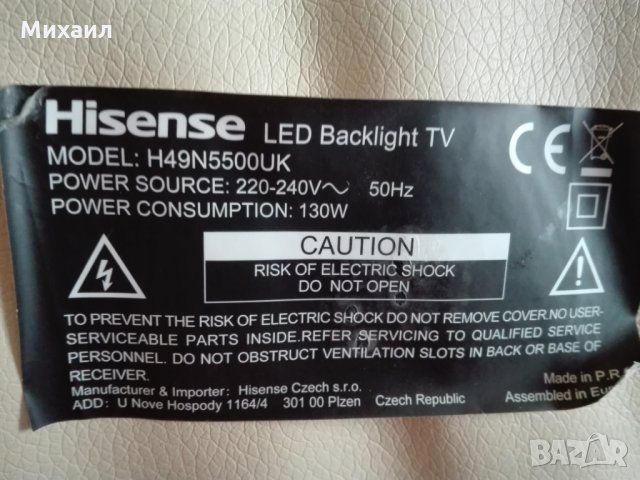 Михаил
Hisense LED Backlight TV
MODEL: H49N5500UK
POWER SOURCE: 220-240V～ 50Hz
POWER CONSUMPTION: 130W
CE
CAUTION
RISK OF ELECTRIC SHOCK
DO NOT OPEN
TO PREVENT THE RISK OF ELECTRIC SHOCK DO NOT REMOVE COVER.NO USER-
SERVICEABLE PARTS INSIDE.REFER SERVICING TO QUALIFIED SERVICE
PERSONNEL. DO NOT OBSTRUCT VENTILATION SLOTS IN BACK OR BASE OF
RECEIVER.
Manufacturer & Importer: Hisense Czech s.r.o.
ADD: U Nove Hospody 1164/4 301 00 Plzen Czech Republic
Made in P.R.
Assembled in
BAZAR